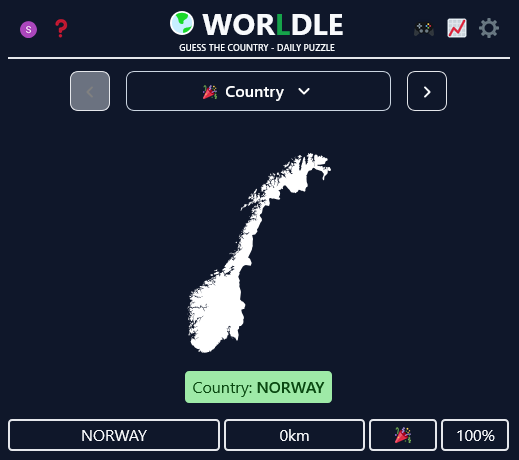 S
WORLDLE
GUESS THE COUNTRY - DAILY PUZZLE
Country
Country: NORWAY
NORWAY 0km 100%